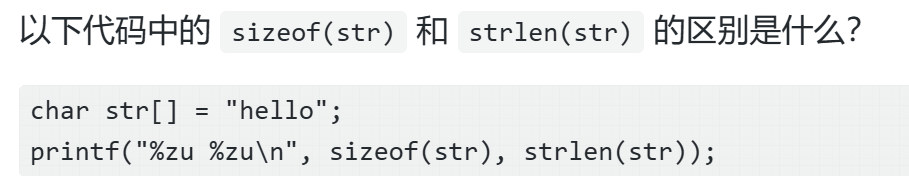 以下代码中的 sizeof(str) 和 strlen(str) 的区别是什么?
char str[] = "hello";
printf("%zu %zu\n", sizeof(str), strlen(str));